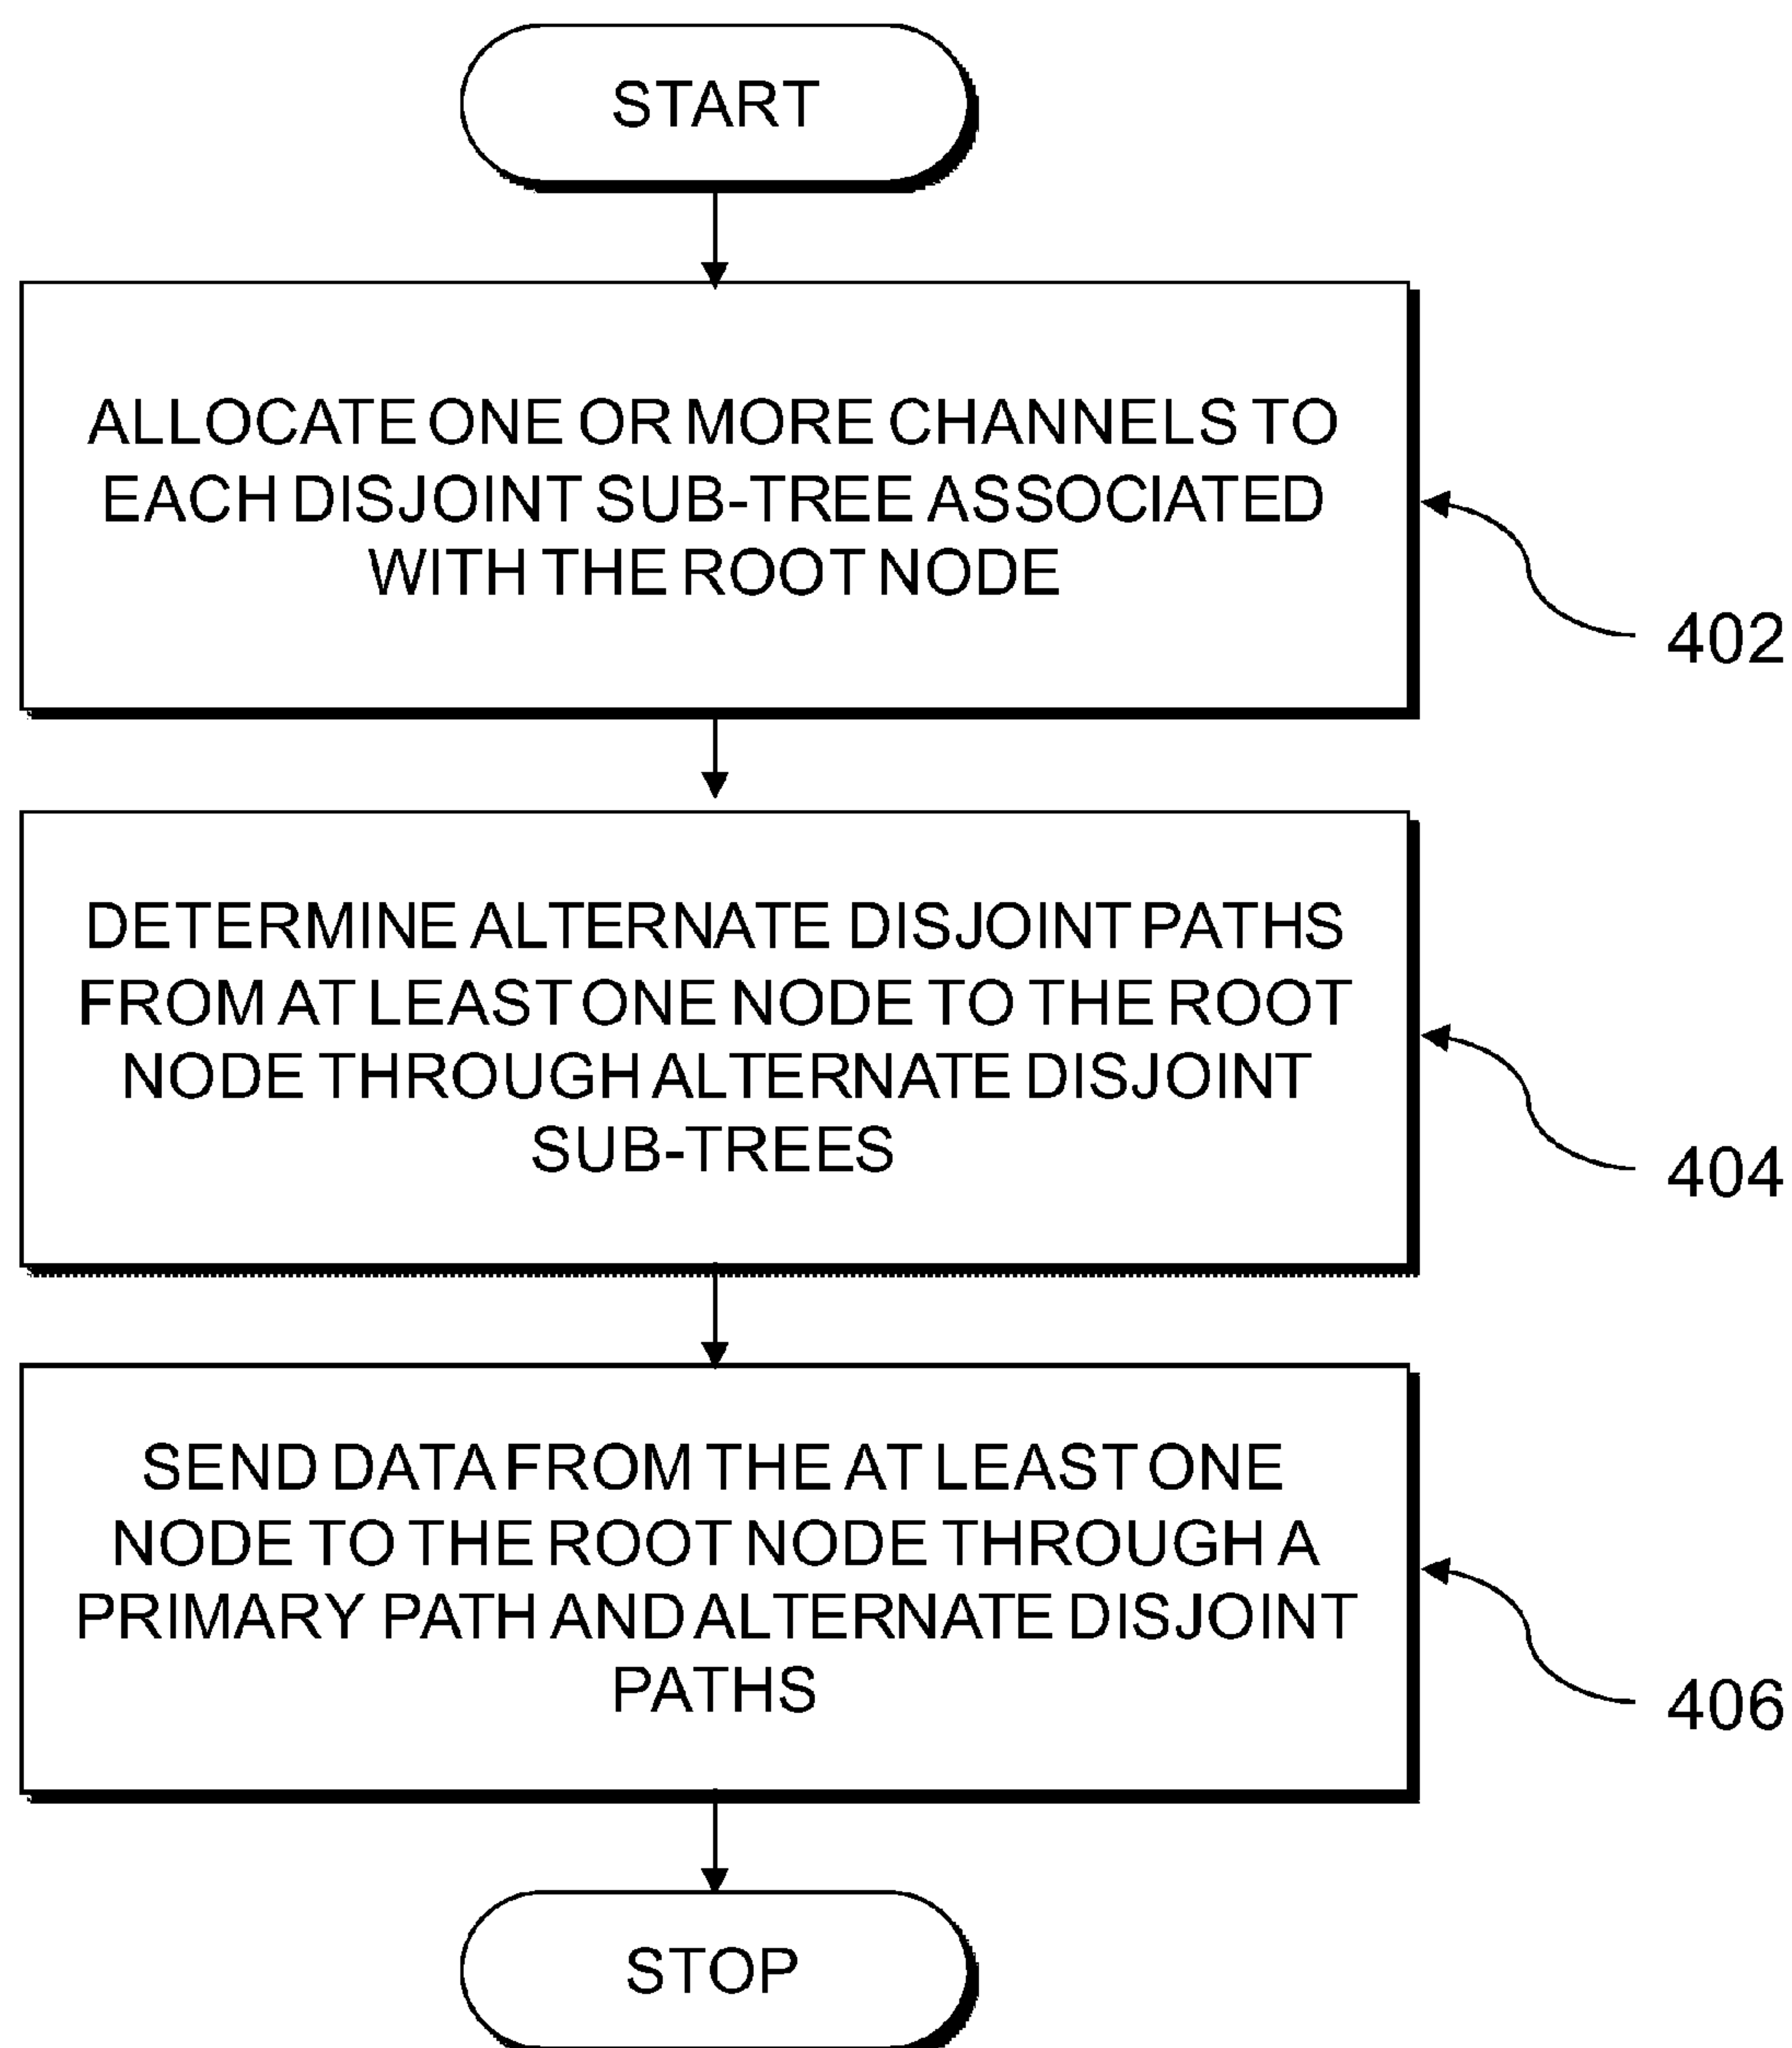 START
ALLOCATE ONE OR MORE CHANNELS TO
EACH DISJOINT SUB-TREE ASSOCIATED
WITH THE ROOT NODE
402
DETERMINE ALTERNATE DISJOINT PATHS
FROM AT LEAST ONE NODE TO THE ROOT
NODE THROUGH ALTERNATE DISJOINT
SUB-TREES
404
SEND DATA FROM THE AT LEAST ONE
NODE TO THE ROOT NODE THROUGH A
PRIMARY PATH AND ALTERNATE DISJOINT
PATHS
406
STOP